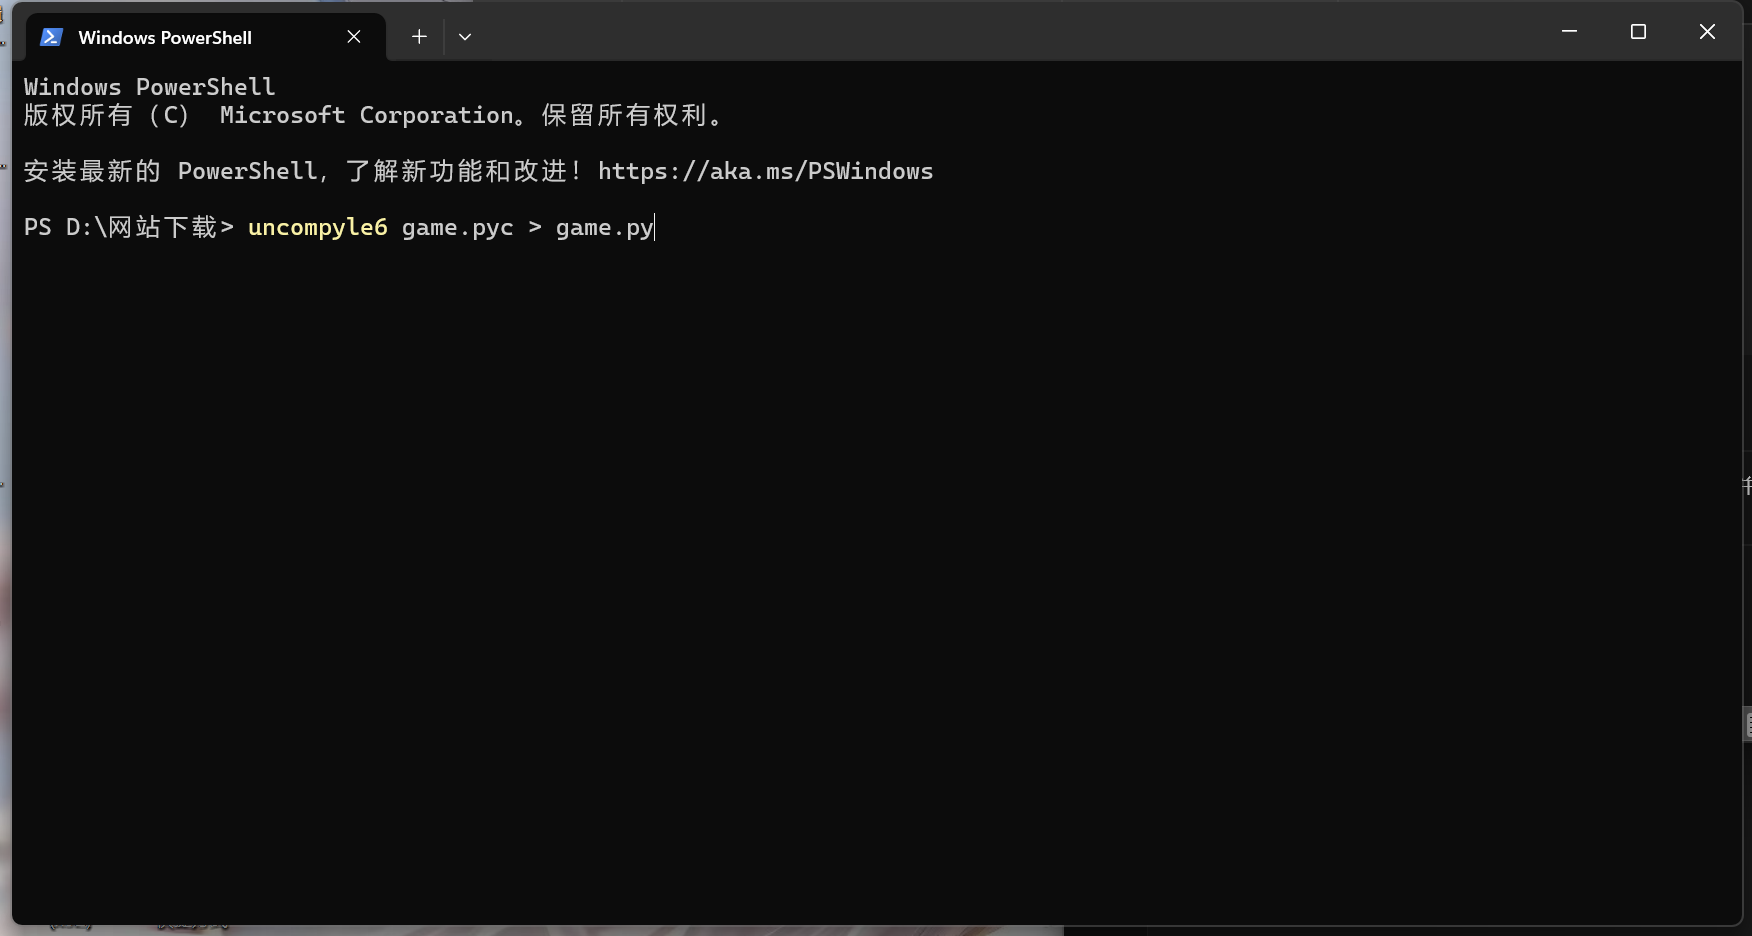 Windows PowerShell
Windows PowerShell
版权所有（C） Microsoft Corporation。保留所有权利。
安装最新的 PowerShell，了解新功能和改进！https://aka.ms/PSWindows
PS D:\网站下载> uncompyle6 game.pyc > game.py